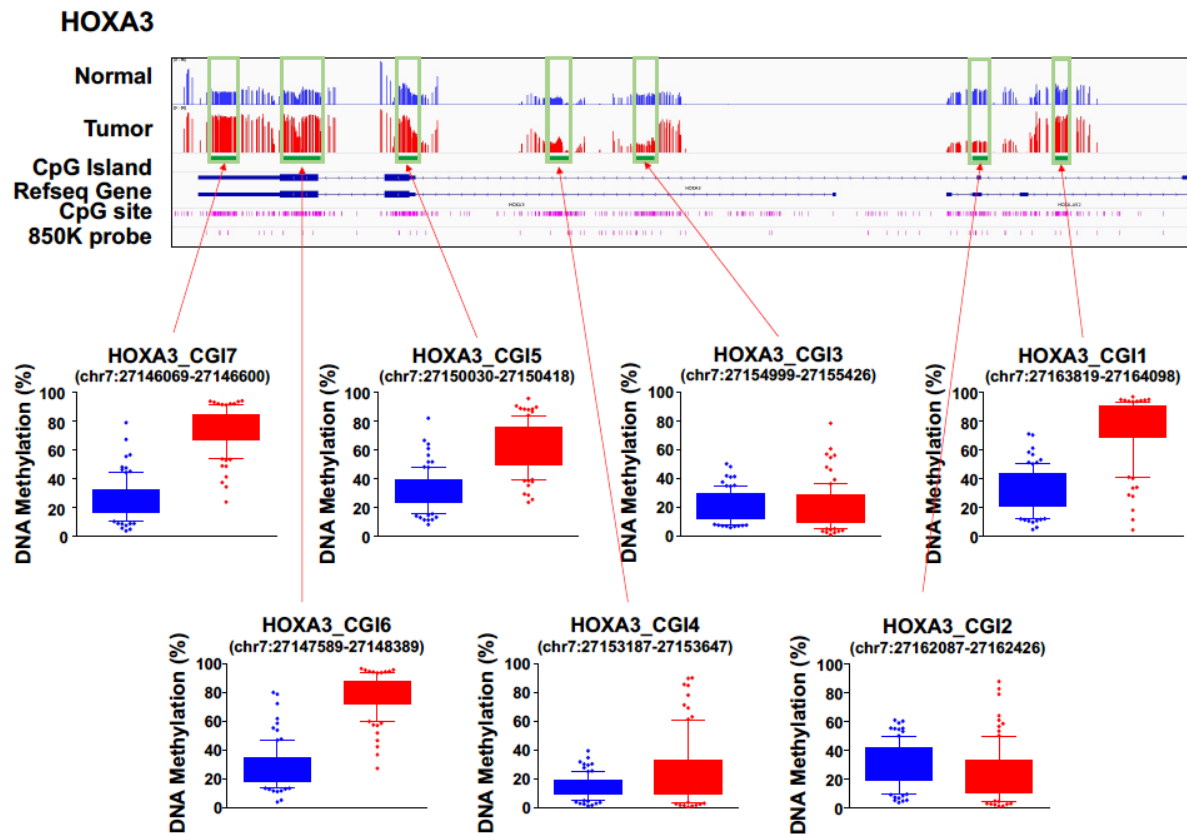 HOXA3
Normal
Tumor
CpG Island
Refseq Gene
CpG site
850K probe
HOXA3
HOXA3_CGI7
(chr7:27146069-27146600)
DNA Methylation (%)
100
80
60
40
20
0
HOXA3_CGI5
(chr7:27150030-27150418)
DNA Methylation (%)
100
80
60
40
20
0
HOXA3_CGI3
(chr7:27154999-27155426)
DNA Methylation (%)
100
80
60
40
20
0
HOXA3_CGI1
(chr7:27163819-27164098)
DNA Methylation (%)
100
80
60
40
20
0
HOXA3_CGI6
(chr7:27147589-27148389)
DNA Methylation (%)
100
80
60
40
20
0
HOXA3_CGI4
(chr7:27153187-27153647)
DNA Methylation (%)
100
80
60
40
20
0
HOXA3_CGI2
(chr7:27162087-27162426)
DNA Methylation (%)
100
80
60
40
20
0